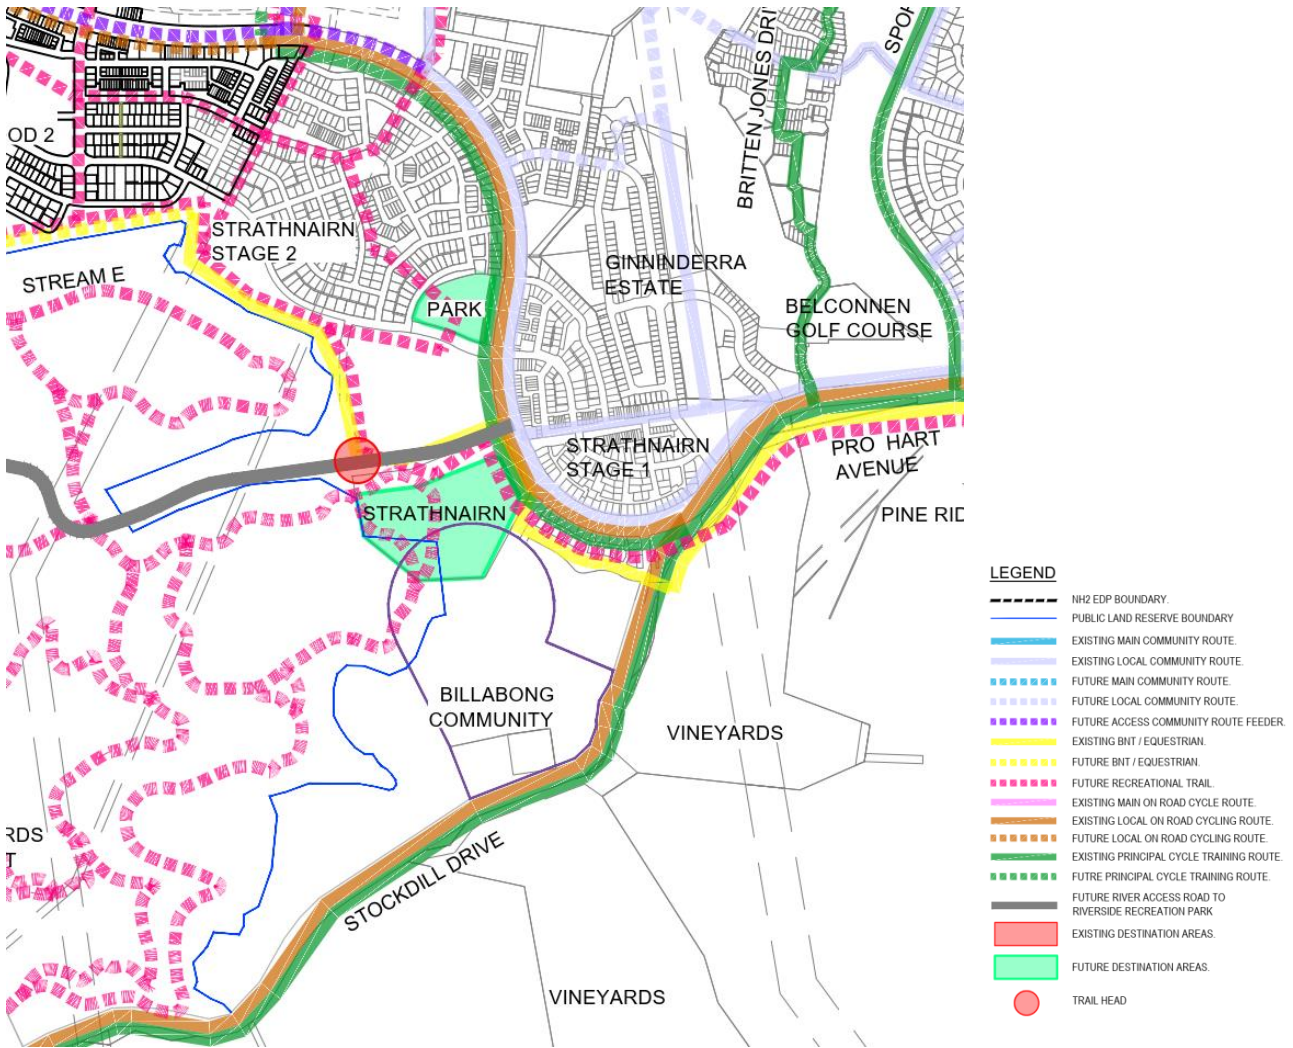 BRITTEN JONES DRI
SPOR
OD 2
STRATHNAIRN
STAGE 2
STREAM E
PARK
GINNINDERRA
ESTATE
BELCONNEN
GOLF COURSE
STRATHNAIRN
STAGE 1
PRO HART
AVENUE
STRATHNAIRN
PINE RID
BILLABONG
COMMUNITY
VINEYARDS
RDS
T
STOCKDILL DRIVE
VINEYARDS
LEGEND
NH2 EDP BOUNDARY.
PUBLIC LAND RESERVE BOUNDARY
EXISTING MAIN COMMUNITY ROUTE.
EXISTING LOCAL COMMUNITY ROUTE.
FUTURE MAIN COMMUNITY ROUTE.
FUTURE LOCAL COMMUNITY ROUTE.
FUTURE ACCESS COMMUNITY ROUTE FEEDER.
EXISTING BNT / EQUESTRIAN.
FUTURE BNT / EQUESTRIAN.
FUTURE RECREATIONAL TRAIL.
EXISTING MAIN ON ROAD CYCLE ROUTE.
EXISTING LOCAL ON ROAD CYCLING ROUTE.
FUTURE LOCAL ON ROAD CYCLING ROUTE.
EXISTING PRINCIPAL CYCLE TRAINING ROUTE.
FUTRE PRINCIPAL CYCLE TRAINING ROUTE.
FUTURE RIVER ACCESS ROAD TO
RIVERSIDE RECREATION PARK
EXISTING DESTINATION AREAS.
FUTURE DESTINATION AREAS.
TRAIL HEAD